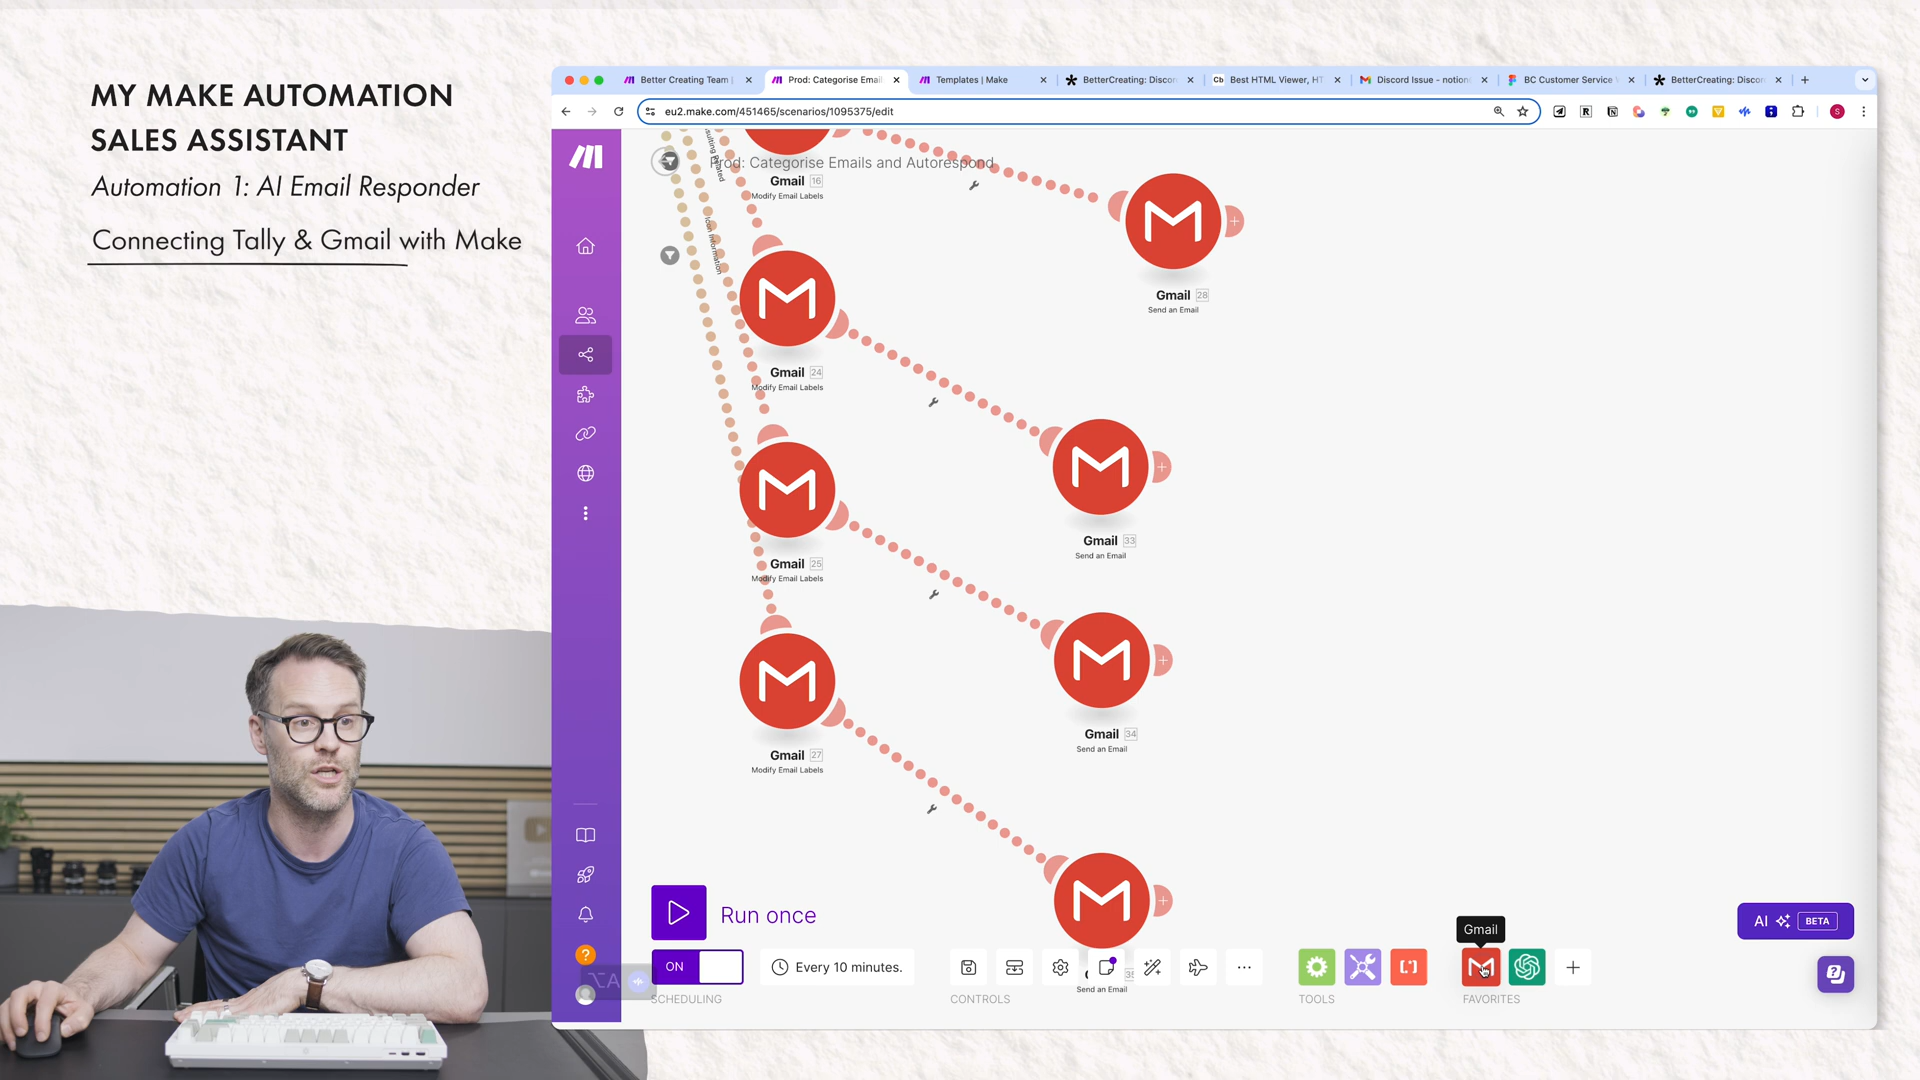 MY MAKE AUTOMATION
SALES ASSISTANT
Automation 1: AI Email Responder
Connecting Tally & Gmail with Make
Better Creating Team |
Prod: Categorise Emai
Templates | Make
BetterCreating: Discor
Cb
Best HTML Viewer, HT
Discord Issue - notion
BC Customer Service
BetterCreating: Discor
eu2.make.com/451465/scenarios/1095375/edit
S
Prod: Categorise Emails and Autorespond
Gmail 16
Modify Email Labels
Gmail 28
Send an Email
Gmail 24
Modify Email Labels
Gmail 33
Send an Email
Gmail 25
Modify Email Labels
Gmail 34
Send an Email
Gmail 27
Modify Email Labels
Send an Email
Run once
ON
Every 10 minutes.
SCHEDULING
CONTROLS
TOOLS
Gmail
FAVORITES
AI BETA